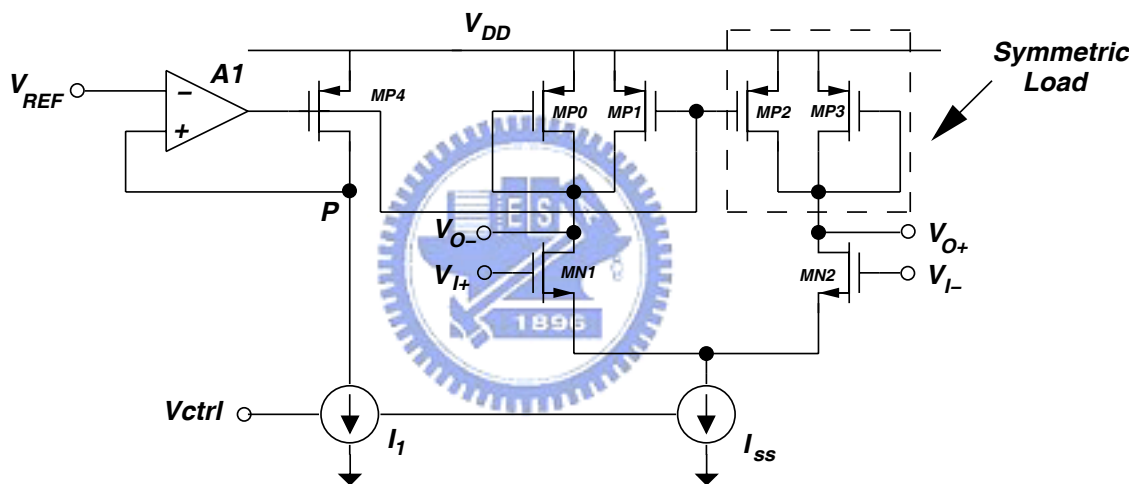 V_DD
Symmetric
Load
A1
V_REF
−
+
MP4
MP0
MP1
MP2
MP3
P
E S
V_O−
V_O+
V_I+
MN1
MN2
V_I−
1896
Vctrl
I_1
I_ss